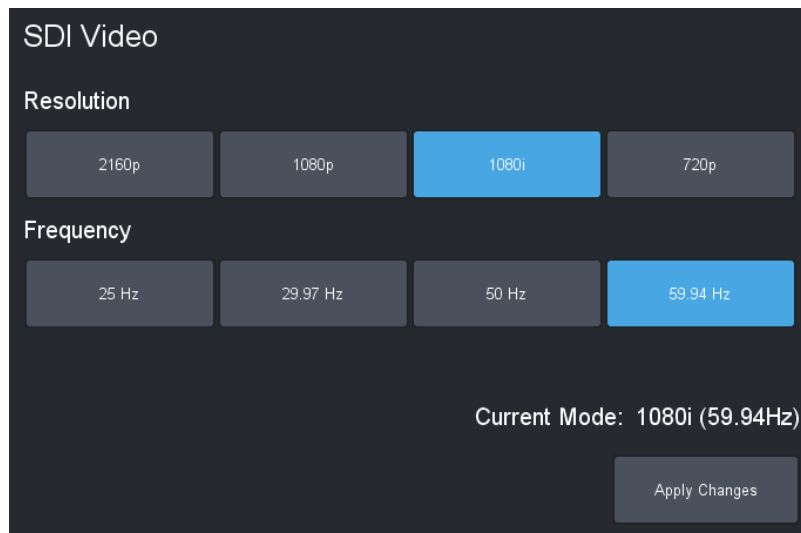 SDI Video
Resolution
2160p 1080p 1080i 720p
Frequency
25 Hz 29.97 Hz 50 Hz 59.94 Hz
Current Mode: 1080i (59.94Hz)
Apply Changes